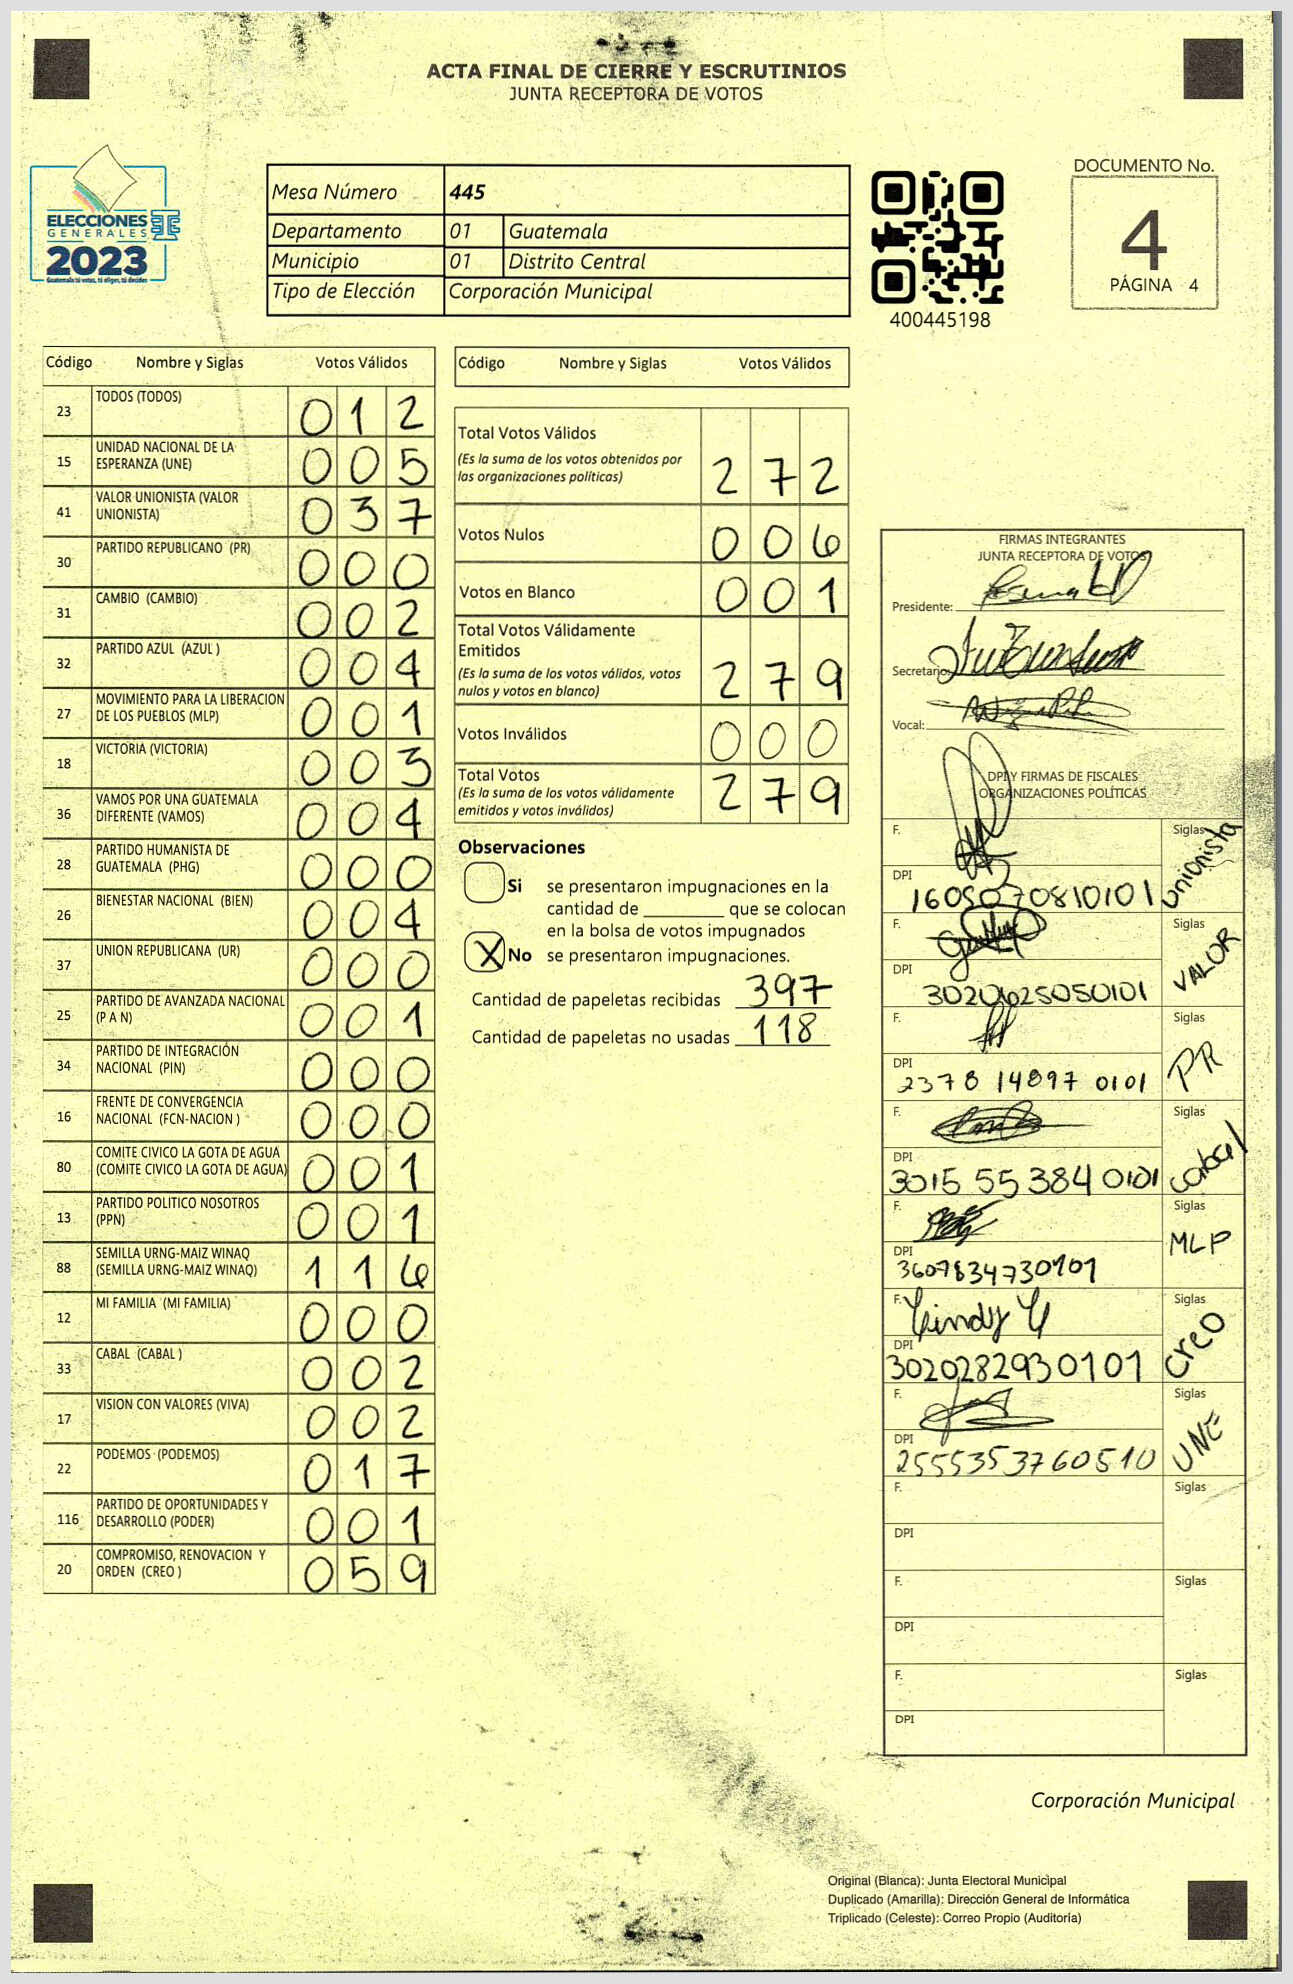 ACTA FINAL DE CIERRE Y ESCRUTINIOS
JUNTA RECEPTORA DE VOTOS
ELECCIONES
GENERALES
2023
Guatemala tú votas, tú eliges, tú decides
Mesa Número 445
Departamento 01 Guatemala
Municipio 01 Distrito Central
Tipo de Elección Corporación Municipal
400445198
DOCUMENTO No.
4
PÁGINA 4
Código Nombre y Siglas Votos Válidos
23 TODOS (TODOS) 0 1 2
15 UNIDAD NACIONAL DE LA
ESPERANZA (UNE) 0 0 5
41 VALOR UNIONISTA (VALOR
UNIONISTA) 0 3 7
30 PARTIDO REPUBLICANO (PR) 0 0 0
31 CAMBIO (CAMBIO) 0 0 2
32 PARTIDO AZUL (AZUL ) 0 0 4
27 MOVIMIENTO PARA LA LIBERACION
DE LOS PUEBLOS (MLP) 0 0 1
18 VICTORIA (VICTORIA) 0 0 3
36 VAMOS POR UNA GUATEMALA
DIFERENTE (VAMOS) 0 0 4
28 PARTIDO HUMANISTA DE
GUATEMALA (PHG) 0 0 0
26 BIENESTAR NACIONAL (BIEN) 0 0 4
37 UNION REPUBLICANA (UR) 0 0 0
25 PARTIDO DE AVANZADA NACIONAL
(P A N) 0 0 1
34 PARTIDO DE INTEGRACIÓN
NACIONAL (PIN) 0 0 0
16 FRENTE DE CONVERGENCIA
NACIONAL (FCN-NACION ) 0 0 0
80 COMITE CIVICO LA GOTA DE AGUA
(COMITE CIVICO LA GOTA DE AGUA) 0 0 1
13 PARTIDO POLITICO NOSOTROS
(PPN) 0 0 1
88 SEMILLA URNG-MAIZ WINAQ
(SEMILLA URNG-MAIZ WINAQ) 1 1 6
12 MI FAMILIA (MI FAMILIA) 0 0 0
33 CABAL (CABAL ) 0 0 2
17 VISION CON VALORES (VIVA) 0 0 2
22 PODEMOS (PODEMOS) 0 1 7
116 PARTIDO DE OPORTUNIDADES Y
DESARROLLO (PODER) 0 0 1
20 COMPROMISO, RENOVACION Y
ORDEN (CREO ) 0 5 9
Código Nombre y Siglas Votos Válidos
Total Votos Válidos
(Es la suma de los votos obtenidos por
las organizaciones políticas) 2 7 2
Votos Nulos 0 0 6
Votos en Blanco 0 0 1
Total Votos Válidamente
Emitidos
(Es la suma de los votos válidos, votos
nulos y votos en blanco) 2 7 9
Votos Inválidos 0 0 0
Total Votos
(Es la suma de los votos válidamente
emitidos y votos inválidos) 2 7 9
Observaciones
Si se presentaron impugnaciones en la
cantidad de ________ que se colocan
en la bolsa de votos impugnados
X No se presentaron impugnaciones.
Cantidad de papeletas recibidas 397
Cantidad de papeletas no usadas 118
FIRMAS INTEGRANTES
JUNTA RECEPTORA DE VOTOS
Presidente:
Secretario:
Vocal:
DPI Y FIRMAS DE FISCALES
ORGANIZACIONES POLÍTICAS
F. Siglas
Unionista
DPI
1605070810101
F. Siglas
VALOR
DPI
3020625050101
F. Siglas
PR
DPI
2378 14897 0101
F. Siglas
cabal
DPI
3015 55 384 0101
F. Siglas
MLP
DPI
3607834730101
F. Cindy Siglas
creo
DPI
3020282930101
F. Siglas
UNE
DPI
2555353760510
F. Siglas
DPI
F. Siglas
DPI
F. Siglas
DPI
Corporación Municipal
Original (Blanca): Junta Electoral Municipal
Duplicado (Amarilla): Dirección General de Informática
Triplicado (Celeste): Correo Propio (Auditoría)